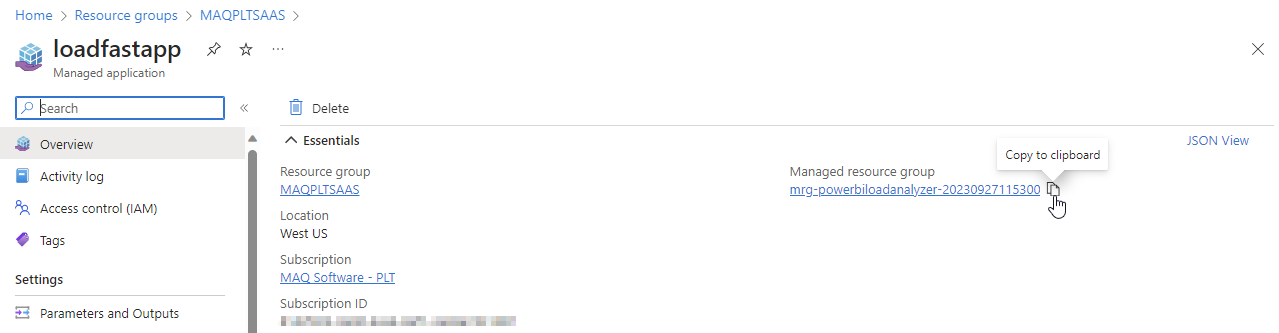 Home > Resource groups > MAQPLTSAAS >
loadfastapp
Managed application
Search
Delete
Overview
Essentials
JSON View
Copy to clipboard
Activity log
Resource group
Managed resource group
MAQPLTSAAS
mrg-powerbiloadanalyzer-20230927115300
Access control (IAM)
Location
West US
Tags
Subscription
MAQ Software - PLT
Settings
Subscription ID
Parameters and Outputs